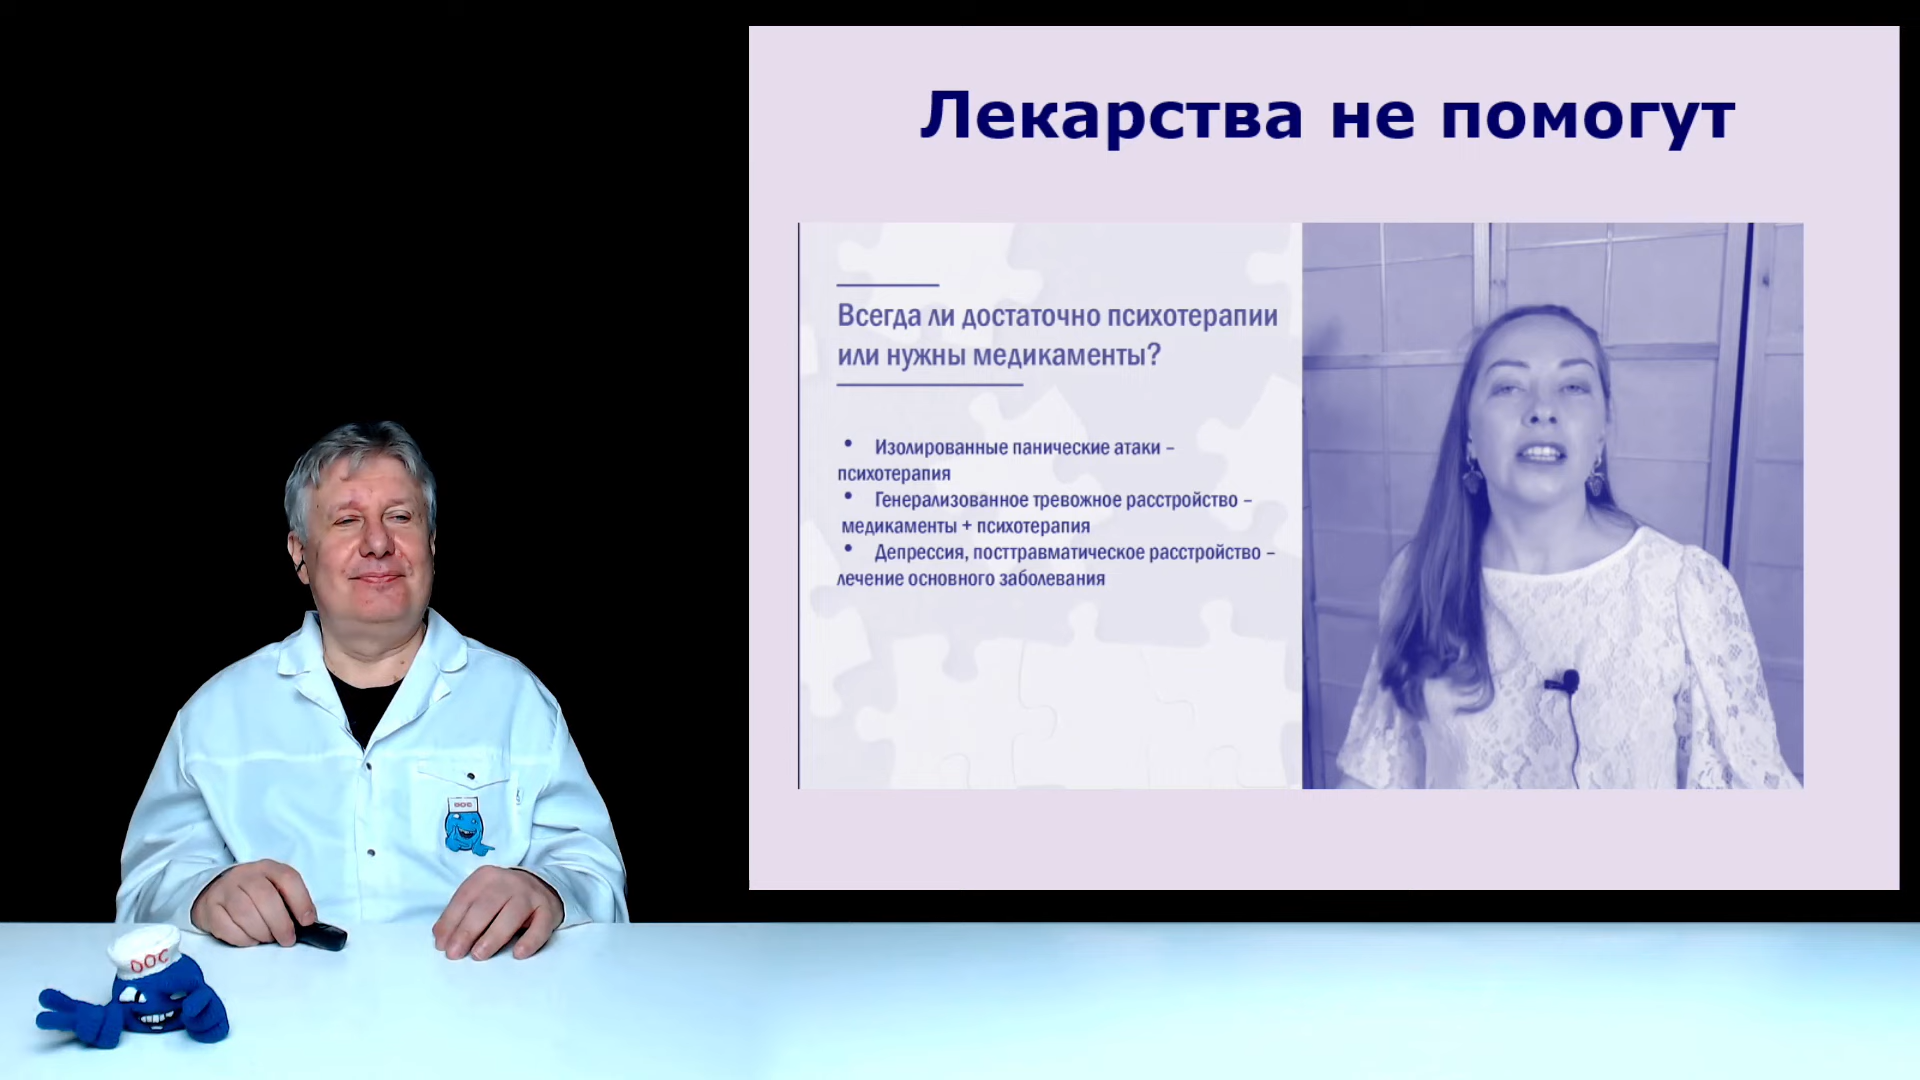 Лекарства не помогут
Всегда ли достаточно психотерапии
или нужны медикаменты?
• Изолированные панические атаки –
психотерапия
• Генерализованное тревожное расстройство –
медикаменты + психотерапия
• Депрессия, посттравматическое расстройство –
лечение основного заболевания
DOC